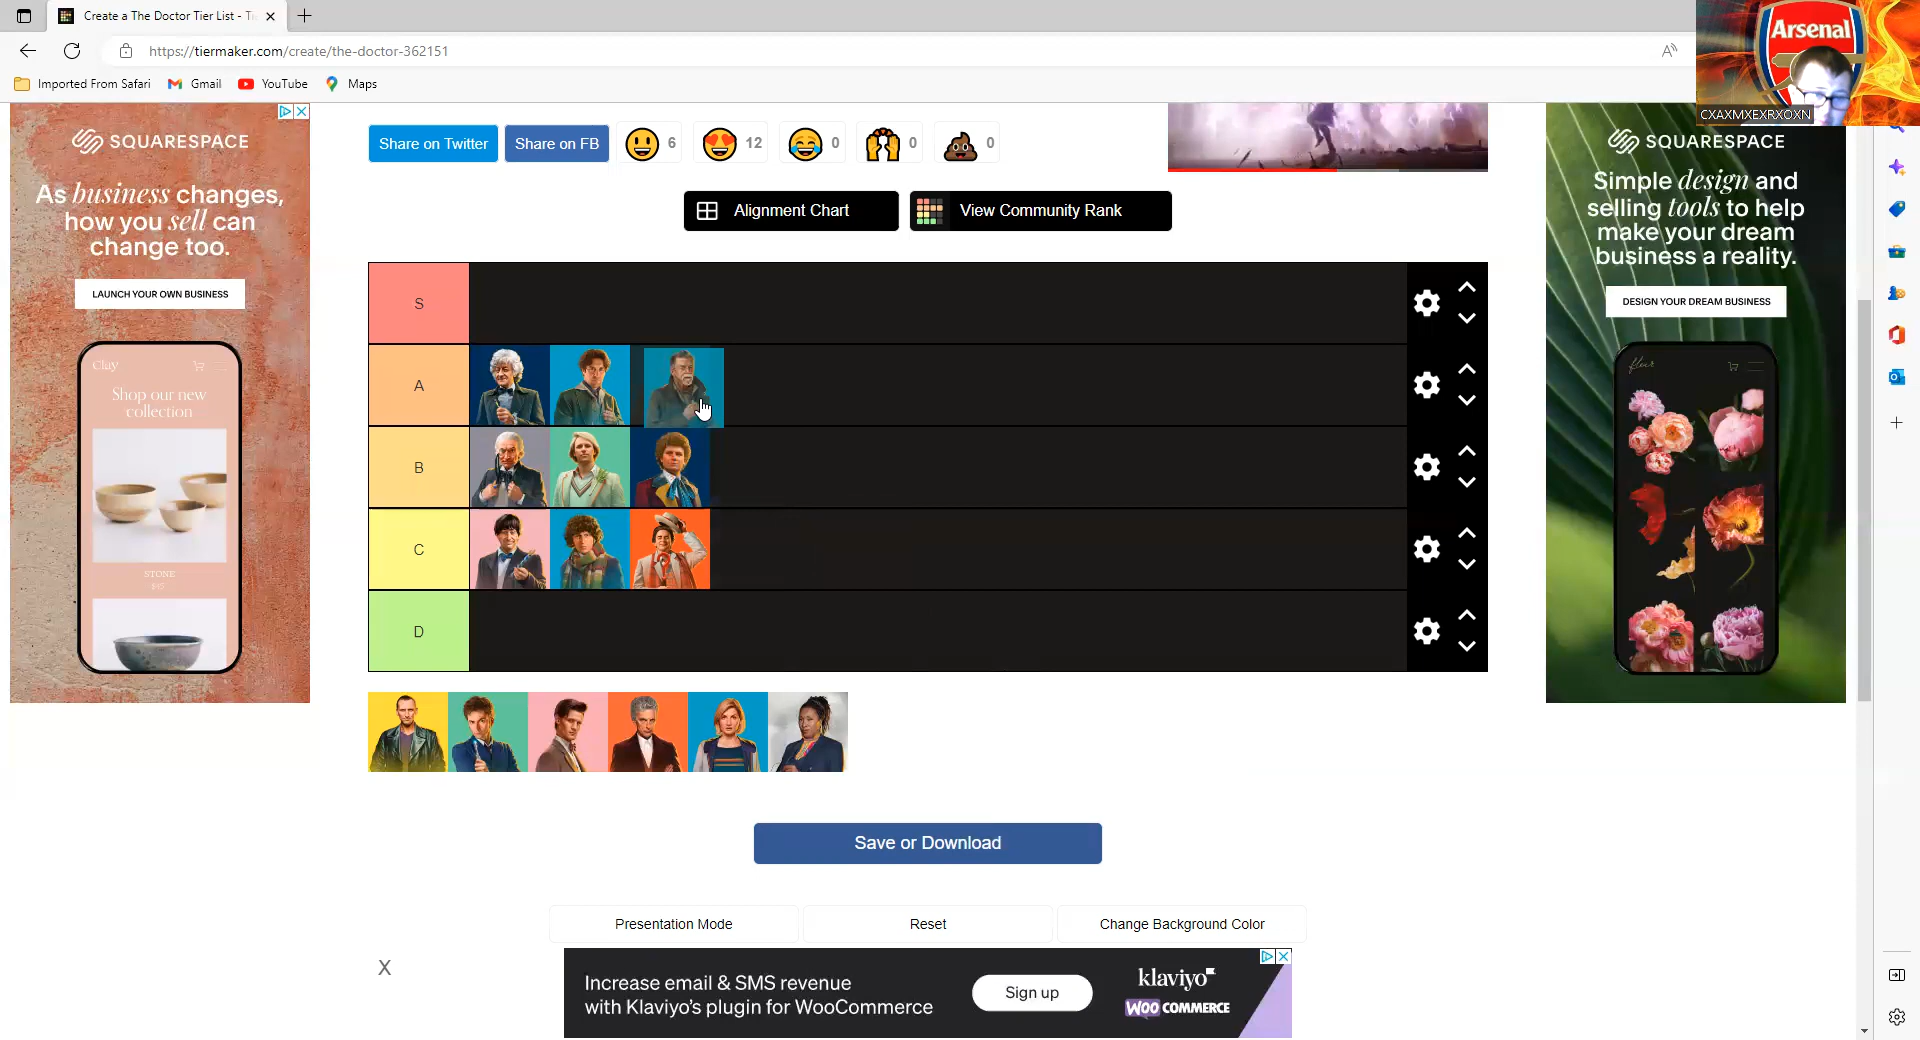 Create a The Doctor Tier List - Ti
https://tiermaker.com/create/the-doctor-362151
Imported From Safari
Gmail
YouTube
Maps
Arsenal
CXAXMXEXRXOXN
SQUARESPACE
As business changes,
how you sell can
change too.
LAUNCH YOUR OWN BUSINESS
Clay
Shop our new
collection
STONE
$45
Share on Twitter
Share on FB
6
12
0
0
0
Alignment Chart
View Community Rank
S
A
B
C
D
Save or Download
Presentation Mode
Reset
Change Background Color
X
Increase email & SMS revenue
with Klaviyo's plugin for WooCommerce
Sign up
klaviyo
WOO COMMERCE
SQUARESPACE
Simple design and
selling tools to help
make your dream
business a reality.
DESIGN YOUR DREAM BUSINESS
fleur